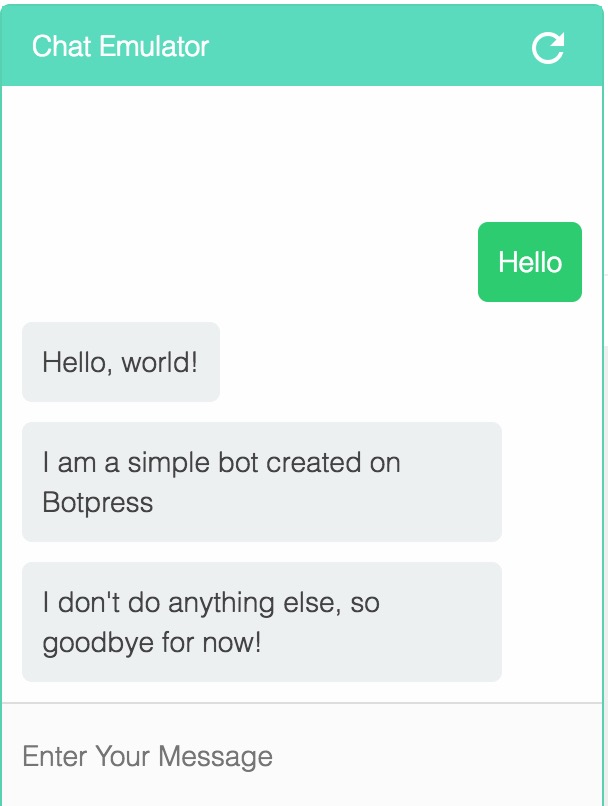 Chat Emulator
Hello
Hello, world!
I am a simple bot created on
Botpress
I don't do anything else, so
goodbye for now!
Enter Your Message